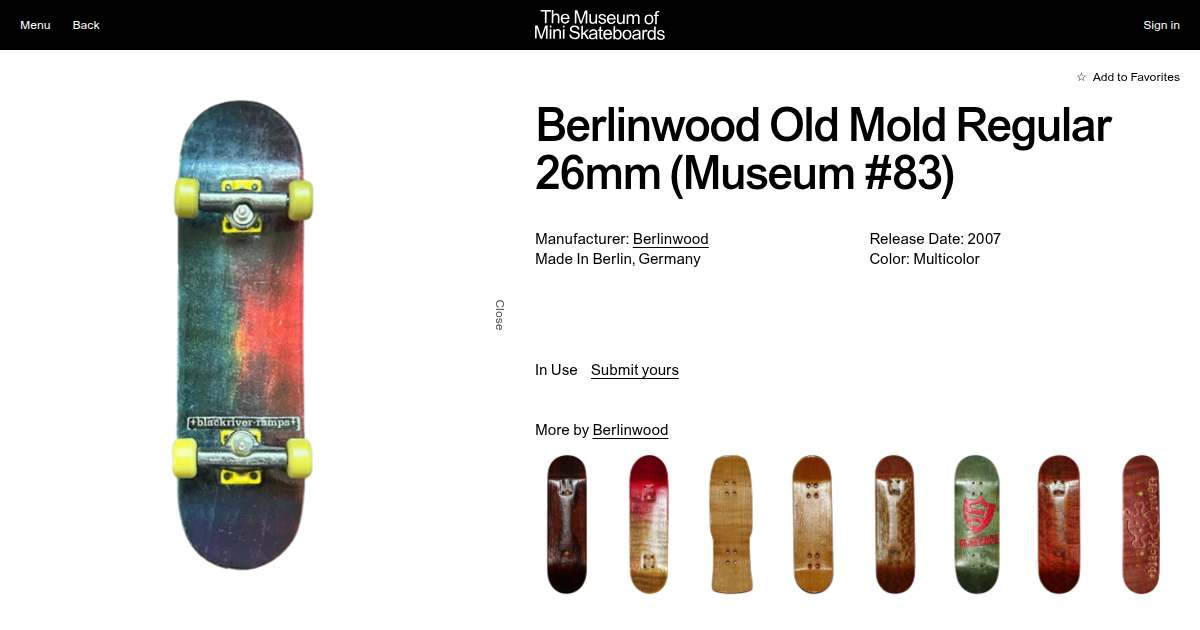 Menu
Back
The Museum of
Mini Skateboards
Sign in
☆ Add to Favorites
Berlinwood Old Mold Regular
26mm (Museum #83)
Manufacturer: Berlinwood
Made In Berlin, Germany
Release Date: 2007
Color: Multicolor
Close
In Use Submit yours
More by Berlinwood
+blackriver-ramps+